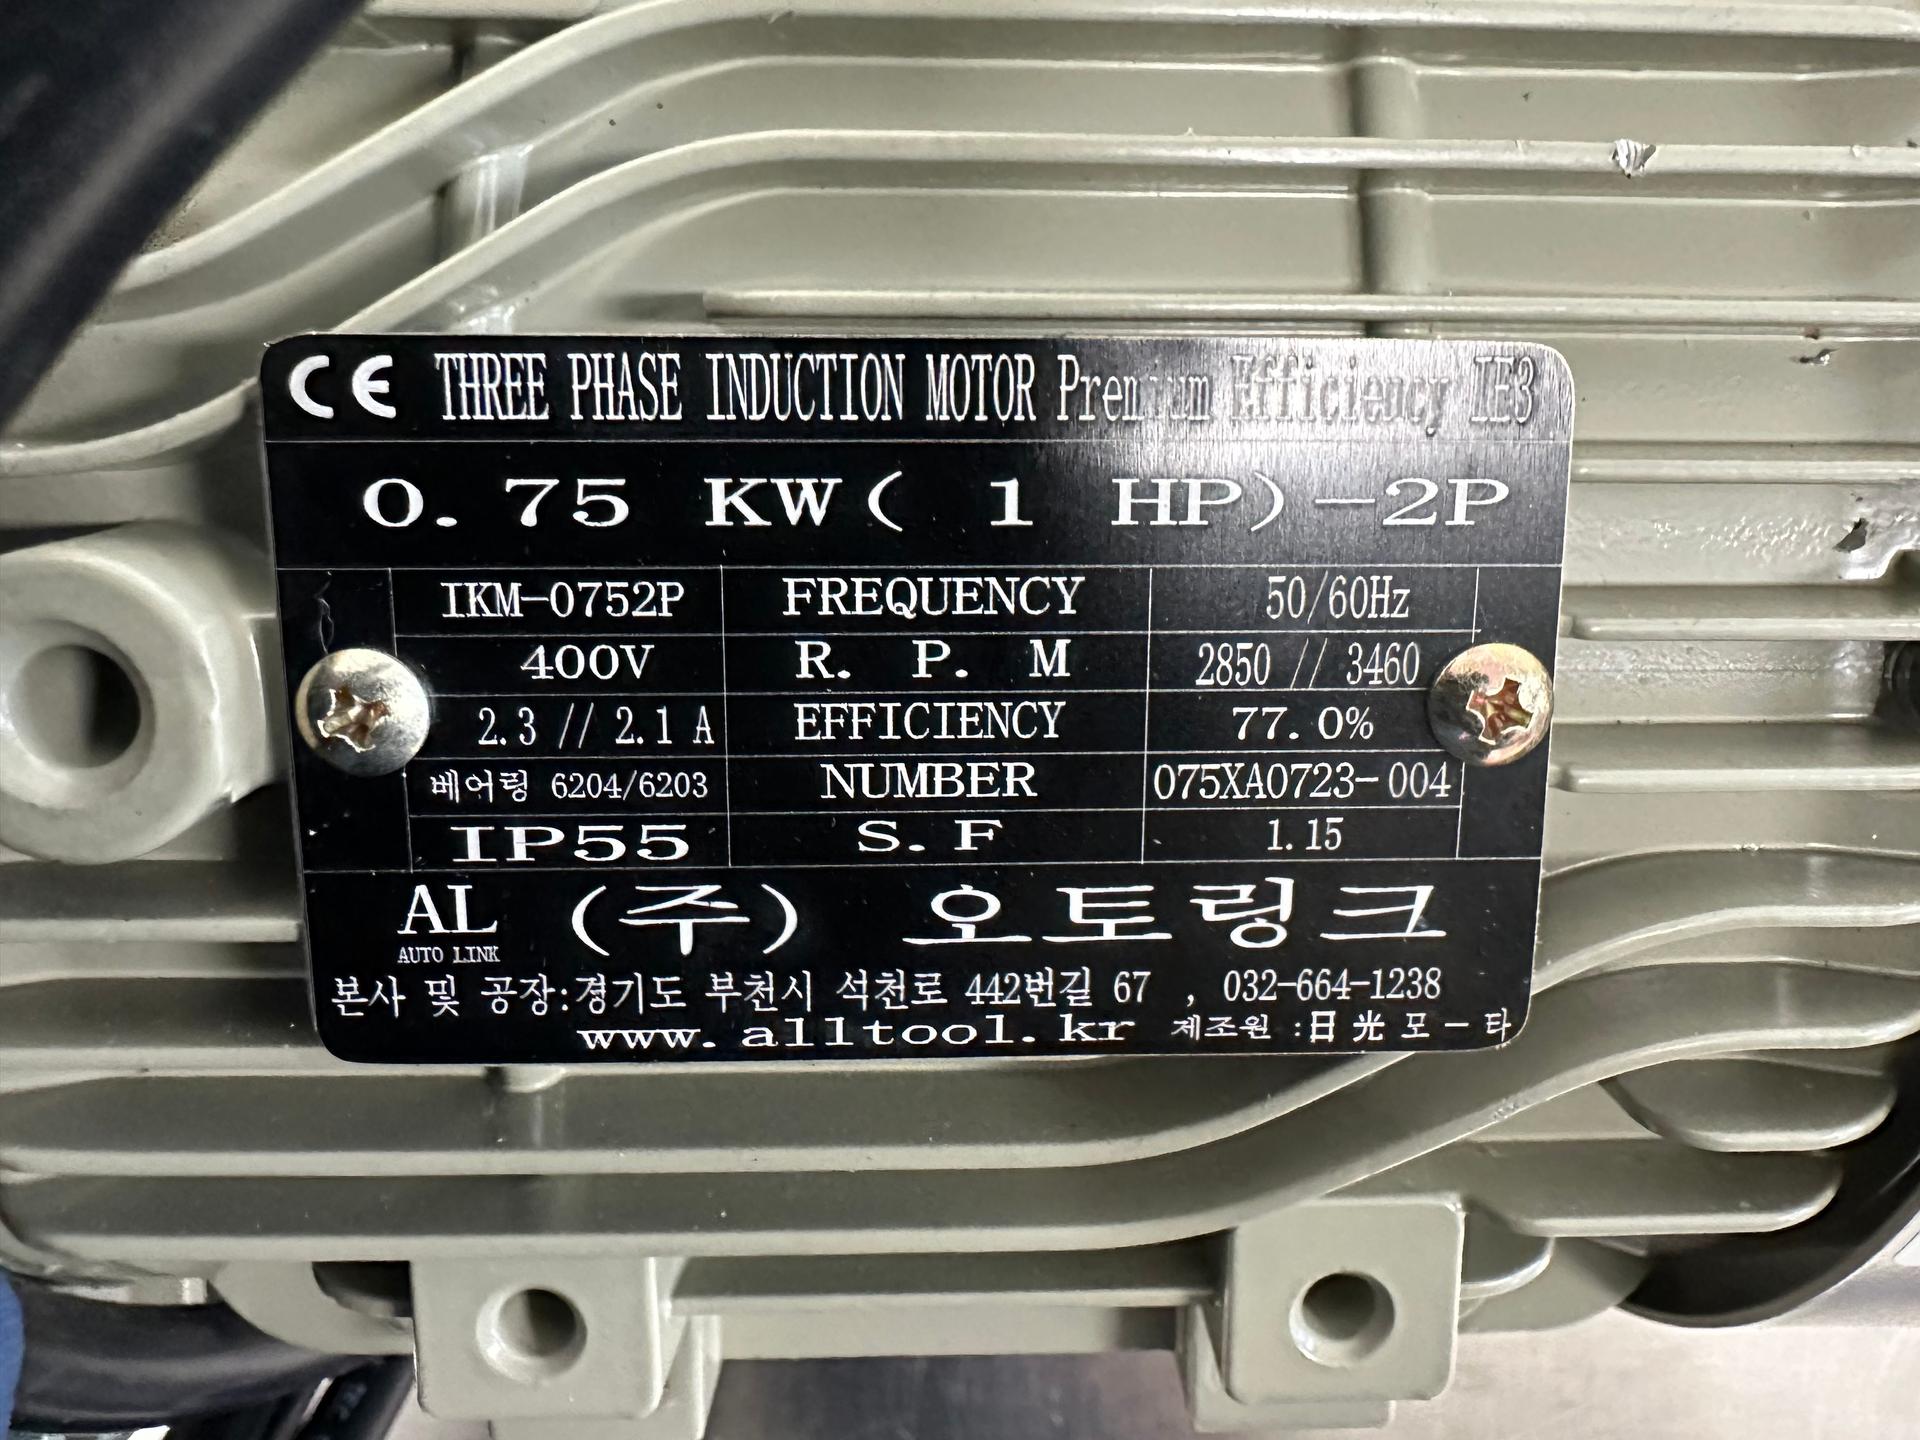 CE THREE PHASE INDUCTION MOTOR Premium Efficiency IE3
0.75 KW( 1 HP)-2P
IKM-0752P FREQUENCY 50/60Hz
400V R. P. M 2850 // 3460
2.3 // 2.1 A EFFICIENCY 77.0%
베어링 6204/6203 NUMBER 075XA0723-004
IP55 S.F 1.15
AL (주) 오토링크
AUTO LINK
본사 및 공장:경기도 부천시 석천로 442번길 67 , 032-664-1238
www.alltool.kr 제조원 :日光모-타